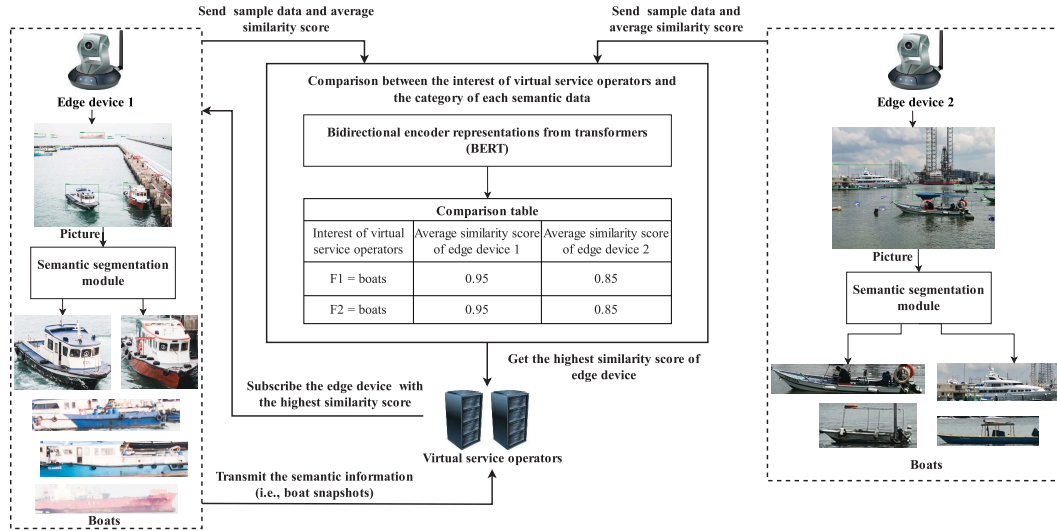 Send sample data and average
similarity score
Send sample data
and average similarity score
Edge device 1
Picture
Semantic segmentation
module
Boats
Comparison between the interest of virtual service operators and
the category of each semantic data
Bidirectional encoder representations from transformers
(BERT)
Comparison table
Interest of virtual
service operators
Average similarity score
of edge device 1
Average similarity score
of edge device 2
F1 = boats
0.95
0.85
F2 = boats
0.95
0.85
Get the highest similarity score of
edge device
Subscribe the edge device with
the highest similarity score
Virtual service operators
Transmit the semantic information
(i.e., boat snapshots)
Edge device 2
Picture
Semantic segmentation
module
Boats